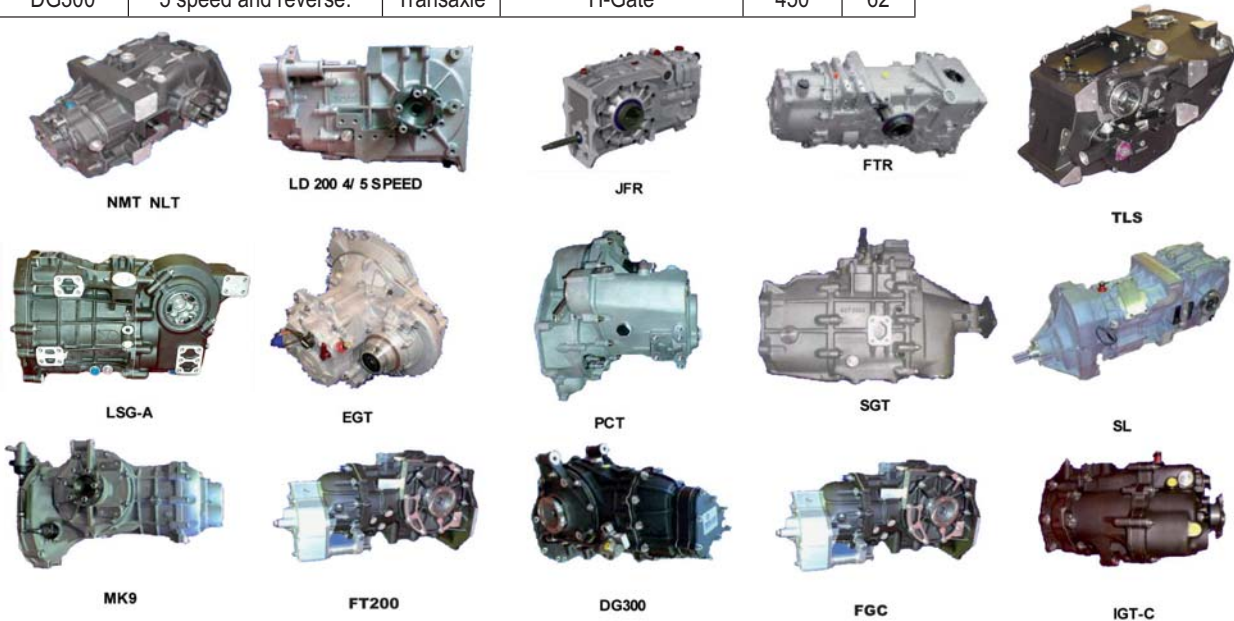 DG300 5 speed and reverse. Transaxle H-Gate 450 62
NMT NLT
LD 200 4/ 5 SPEED
JFR
FTR
TLS
LSG-A
EGT
PCT
SGT
SL
MK9
FT200
DG300
FGC
IGT-C